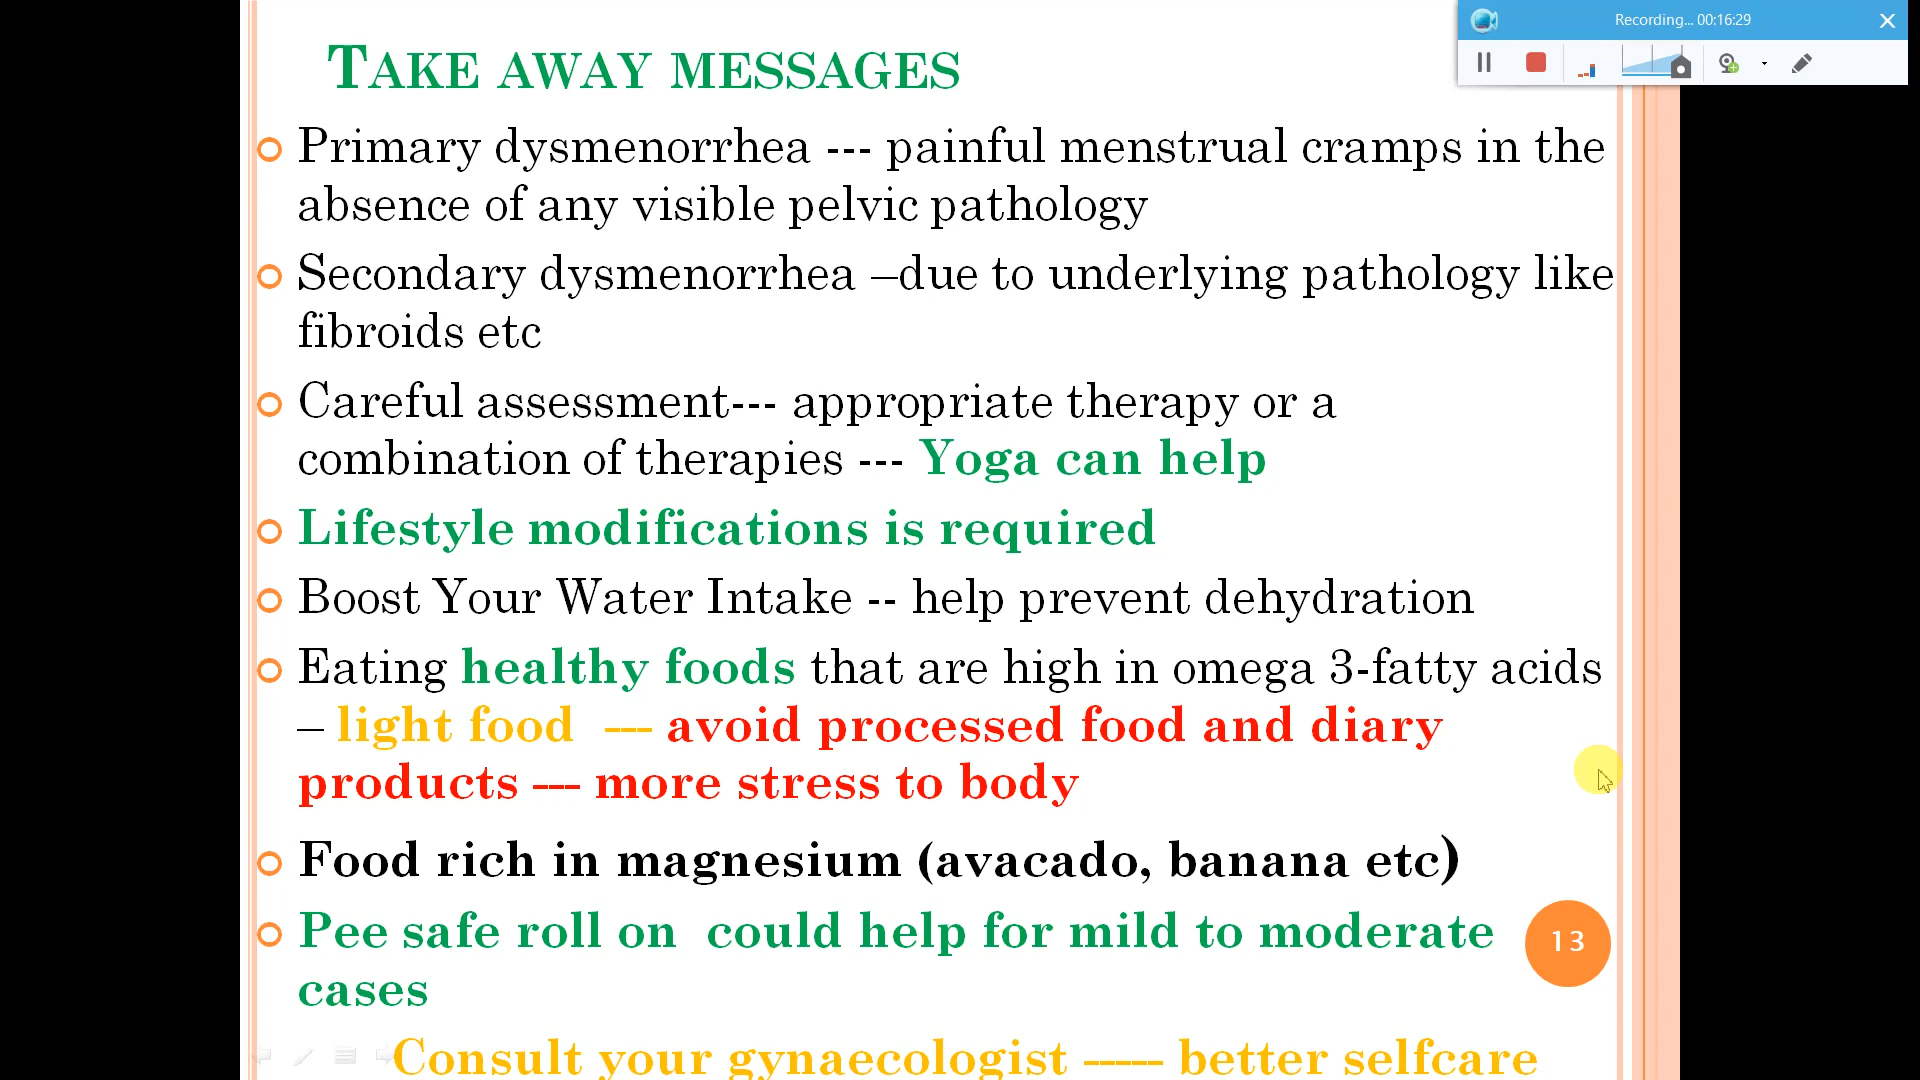 Recording... 00:16:29
TAKE AWAY MESSAGES
Primary dysmenorrhea --- painful menstrual cramps in the
absence of any visible pelvic pathology
Secondary dysmenorrhea –due to underlying pathology like
fibroids etc
Careful assessment--- appropriate therapy or a
combination of therapies --- Yoga can help
Lifestyle modifications is required
Boost Your Water Intake -- help prevent dehydration
Eating healthy foods that are high in omega 3-fatty acids
– light food --- avoid processed food and diary
products --- more stress to body
Food rich in magnesium (avacado, banana etc)
Pee safe roll on could help for mild to moderate
cases
13
Consult your gynaecologist ----- better selfcare